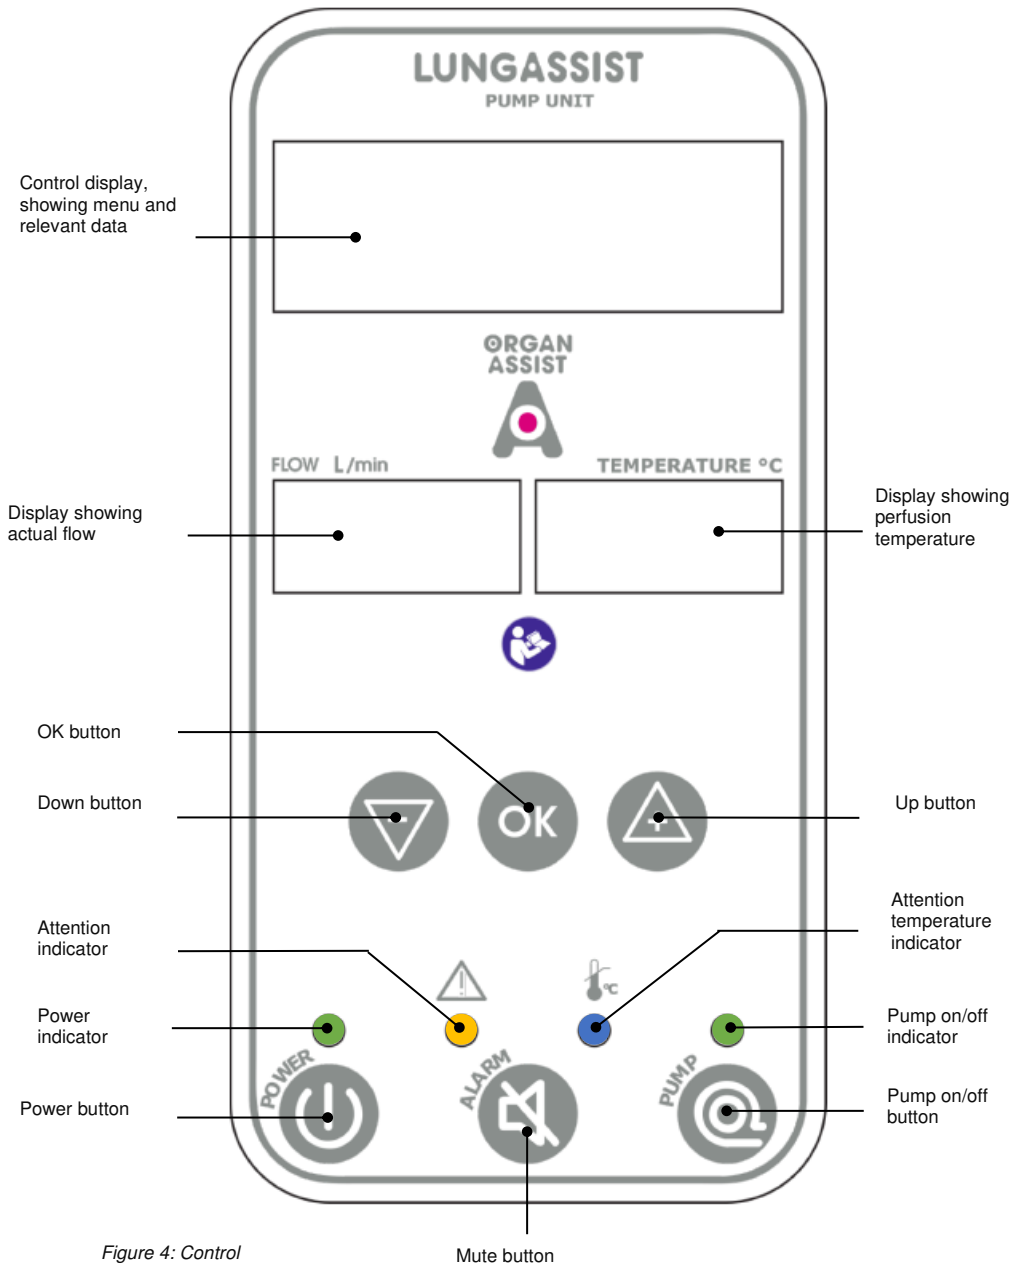 LUNGASSIST
PUMP UNIT
Control display,
showing menu and
relevant data
ORGAN
ASSIST
FLOW L/min
TEMPERATURE °C
Display showing
actual flow
Display showing
perfusion
temperature
OK button
Down button
OK
Up button
Attention
indicator
Attention
temperature
indicator
°C
Power
indicator
Pump on/off
indicator
POWER
ALARM
PUMP
Power button
Pump on/off
button
Figure 4: Control
Mute button